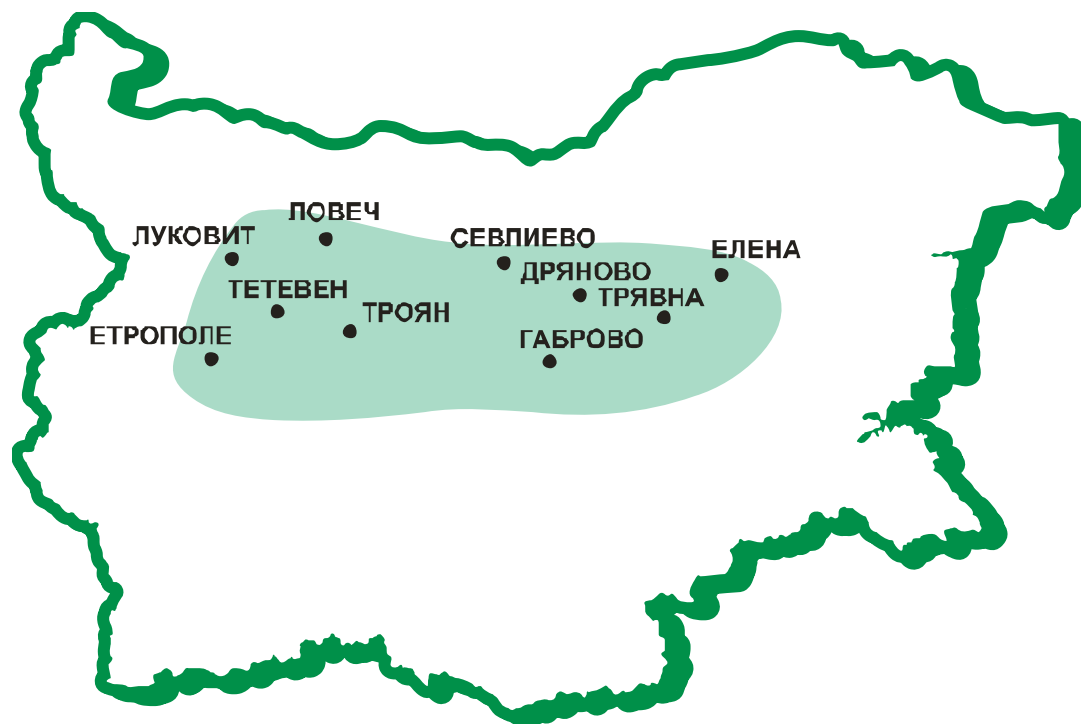 ЛОВЕЧ
ЛУКОВИТ
СЕВЛИЕВО
ЕЛЕНА
ДРЯНОВО
ТЕТЕВЕН
ТРЯВНА
ТРОЯН
ЕТРОПОЛЕ
ГАБРОВО